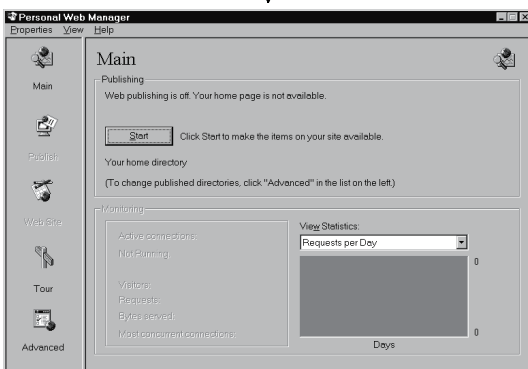 Personal Web Manager
Properties View Help
Main
Publish
Web Site
Tour
Advanced
Main
Publishing
Web publishing is off. Your home page is not available.
Start
Click Start to make the items on your site available.
Your home directory
(To change published directories, click "Advanced" in the list on the left.)
Monitoring
Active connections:
Not Running
Visitors:
Requests:
Bytes served:
Most concurrent connections:
View Statistics:
Requests per Day
0
0
Days